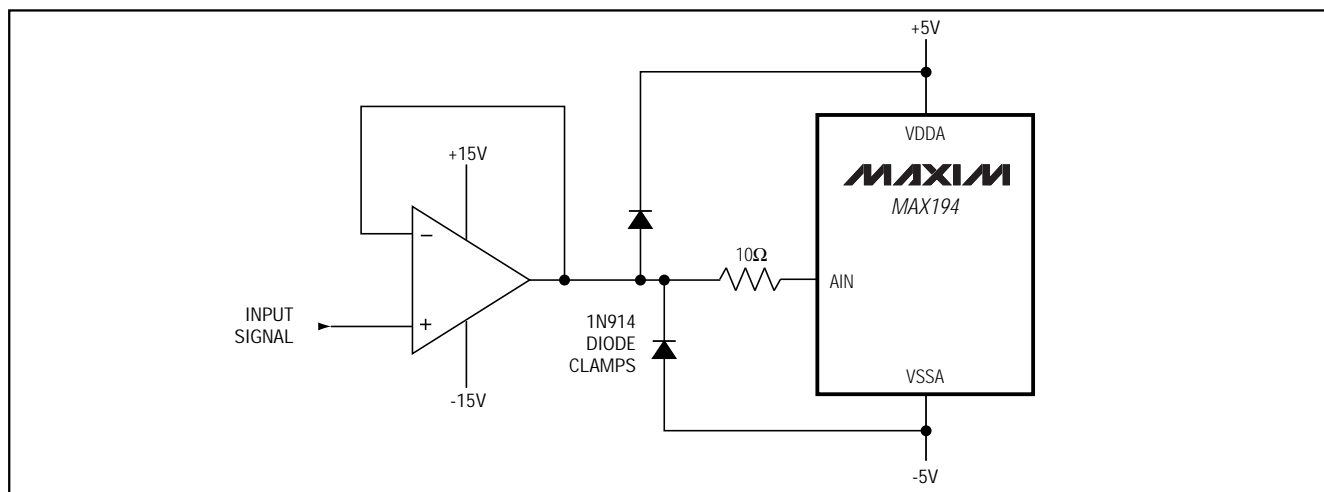 +5V
VDDA
+15V
MAXIM
MAX194
−
10Ω
AIN
INPUT
SIGNAL
+
1N914
DIODE
CLAMPS
VSSA
-15V
-5V